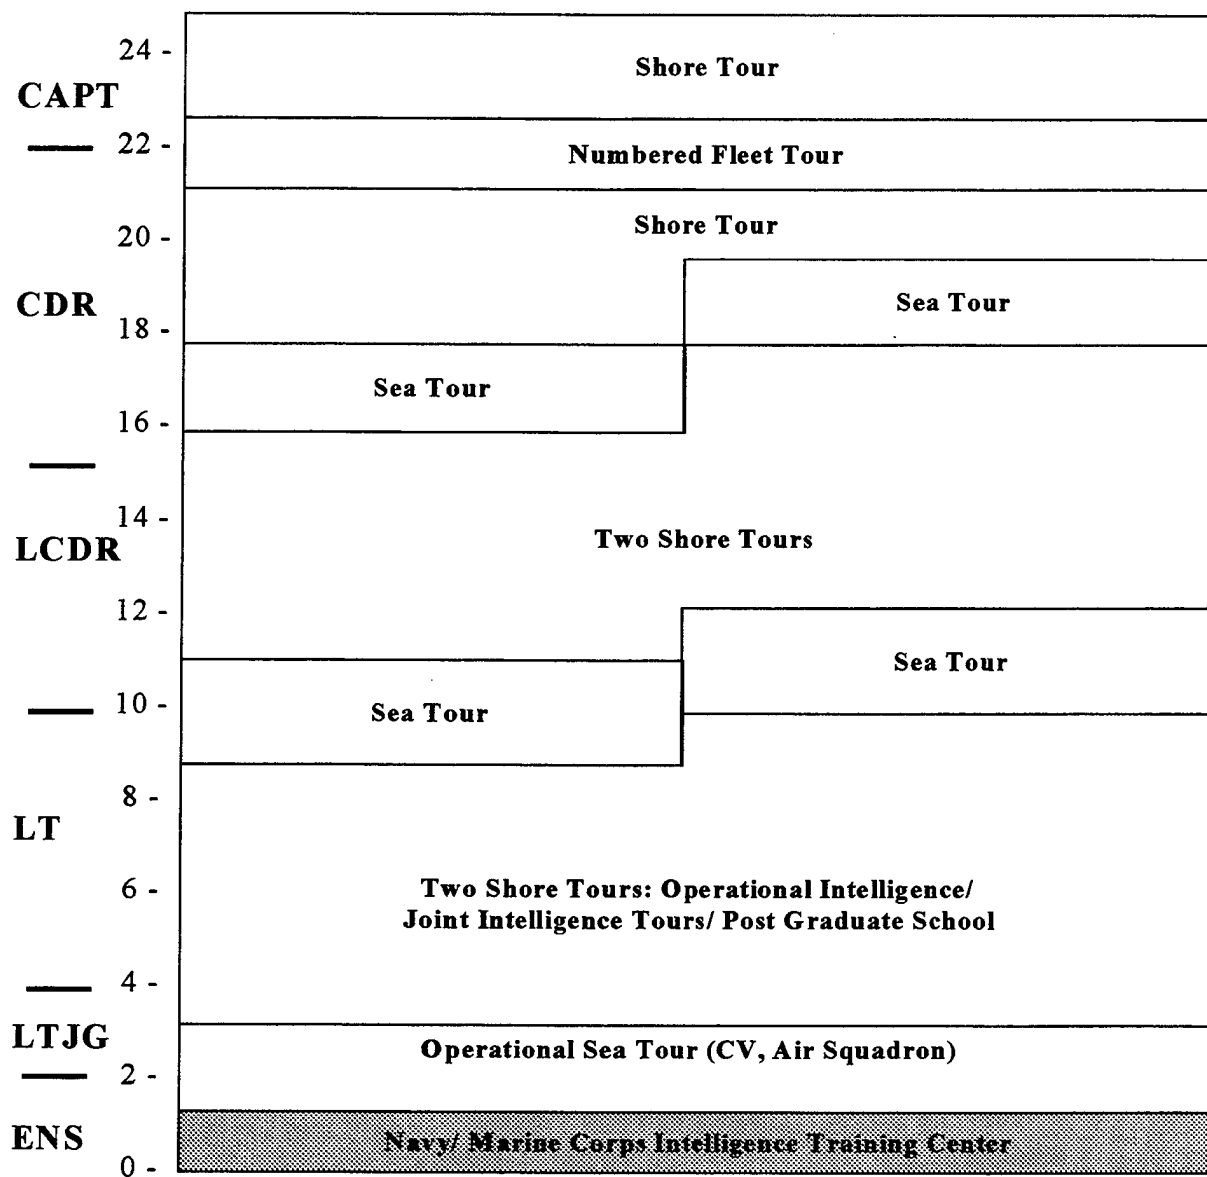 24 -
Shore Tour
CAPT
22 -
Numbered Fleet Tour
20 -
Shore Tour
CDR
Sea Tour
18 -
Sea Tour
16 -
14 -
LCDR
Two Shore Tours
12 -
Sea Tour
10 -
Sea Tour
8 -
LT
6 -
Two Shore Tours: Operational Intelligence/
Joint Intelligence Tours/ Post Graduate School
4 -
LTJG
Operational Sea Tour (CV, Air Squadron)
2 -
ENS
Navy/ Marine Corps Intelligence Training Center
0 -